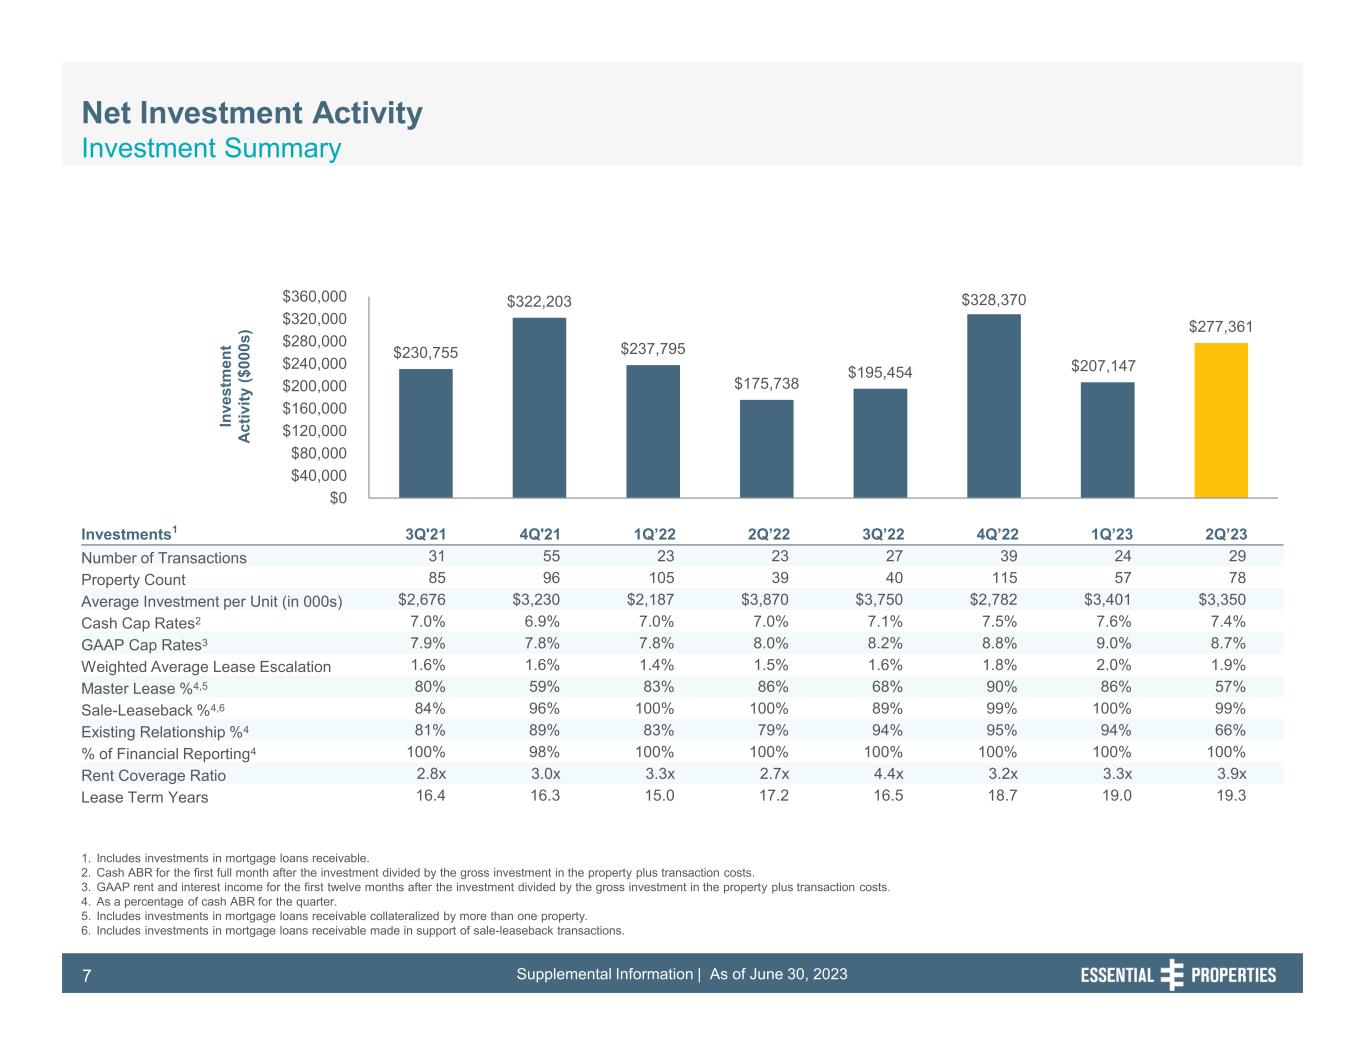 Net Investment Activity
Investment Summary
Investment
Activity ($000s)
$360,000
$320,000
$280,000
$240,000
$200,000
$160,000
$120,000
$80,000
$40,000
$0
$230,755
$322,203
$237,795
$175,738
$195,454
$328,370
$207,147
$277,361
Investments1 3Q'21 4Q'21 1Q’22 2Q’22 3Q’22 4Q’22 1Q’23 2Q’23
Number of Transactions 31 55 23 23 27 39 24 29
Property Count 85 96 105 39 40 115 57 78
Average Investment per Unit (in 000s) $2,676 $3,230 $2,187 $3,870 $3,750 $2,782 $3,401 $3,350
Cash Cap Rates2 7.0% 6.9% 7.0% 7.0% 7.1% 7.5% 7.6% 7.4%
GAAP Cap Rates3 7.9% 7.8% 7.8% 8.0% 8.2% 8.8% 9.0% 8.7%
Weighted Average Lease Escalation 1.6% 1.6% 1.4% 1.5% 1.6% 1.8% 2.0% 1.9%
Master Lease %4,5 80% 59% 83% 86% 68% 90% 86% 57%
Sale-Leaseback %4,6 84% 96% 100% 100% 89% 99% 100% 99%
Existing Relationship %4 81% 89% 83% 79% 94% 95% 94% 66%
% of Financial Reporting4 100% 98% 100% 100% 100% 100% 100% 100%
Rent Coverage Ratio 2.8x 3.0x 3.3x 2.7x 4.4x 3.2x 3.3x 3.9x
Lease Term Years 16.4 16.3 15.0 17.2 16.5 18.7 19.0 19.3
1. Includes investments in mortgage loans receivable.
2. Cash ABR for the first full month after the investment divided by the gross investment in the property plus transaction costs.
3. GAAP rent and interest income for the first twelve months after the investment divided by the gross investment in the property plus transaction costs.
4. As a percentage of cash ABR for the quarter.
5. Includes investments in mortgage loans receivable collateralized by more than one property.
6. Includes investments in mortgage loans receivable made in support of sale-leaseback transactions.
7 Supplemental Information | As of June 30, 2023 ESSENTIAL PROPERTIES